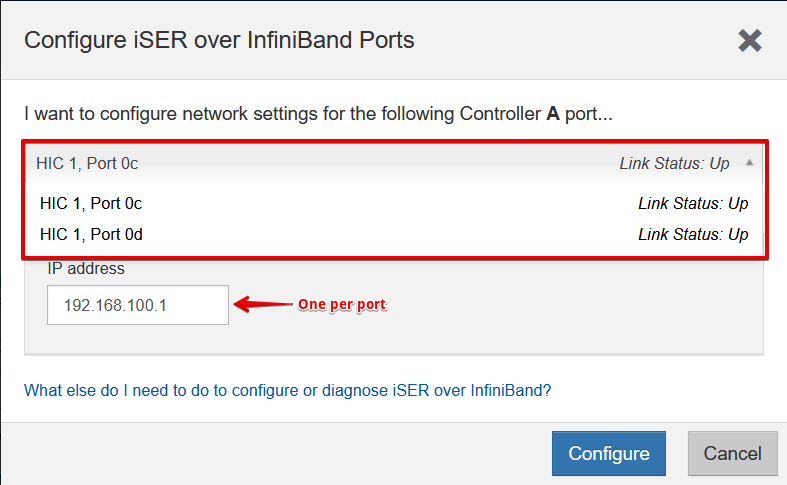 Configure iSER over InfiniBand Ports
I want to configure network settings for the following Controller A port...
HIC 1, Port 0c Link Status: Up
HIC 1, Port 0c Link Status: Up
HIC 1, Port 0d Link Status: Up
IP address
192.168.100.1 One per port
What else do I need to do to configure or diagnose iSER over InfiniBand?
Configure Cancel